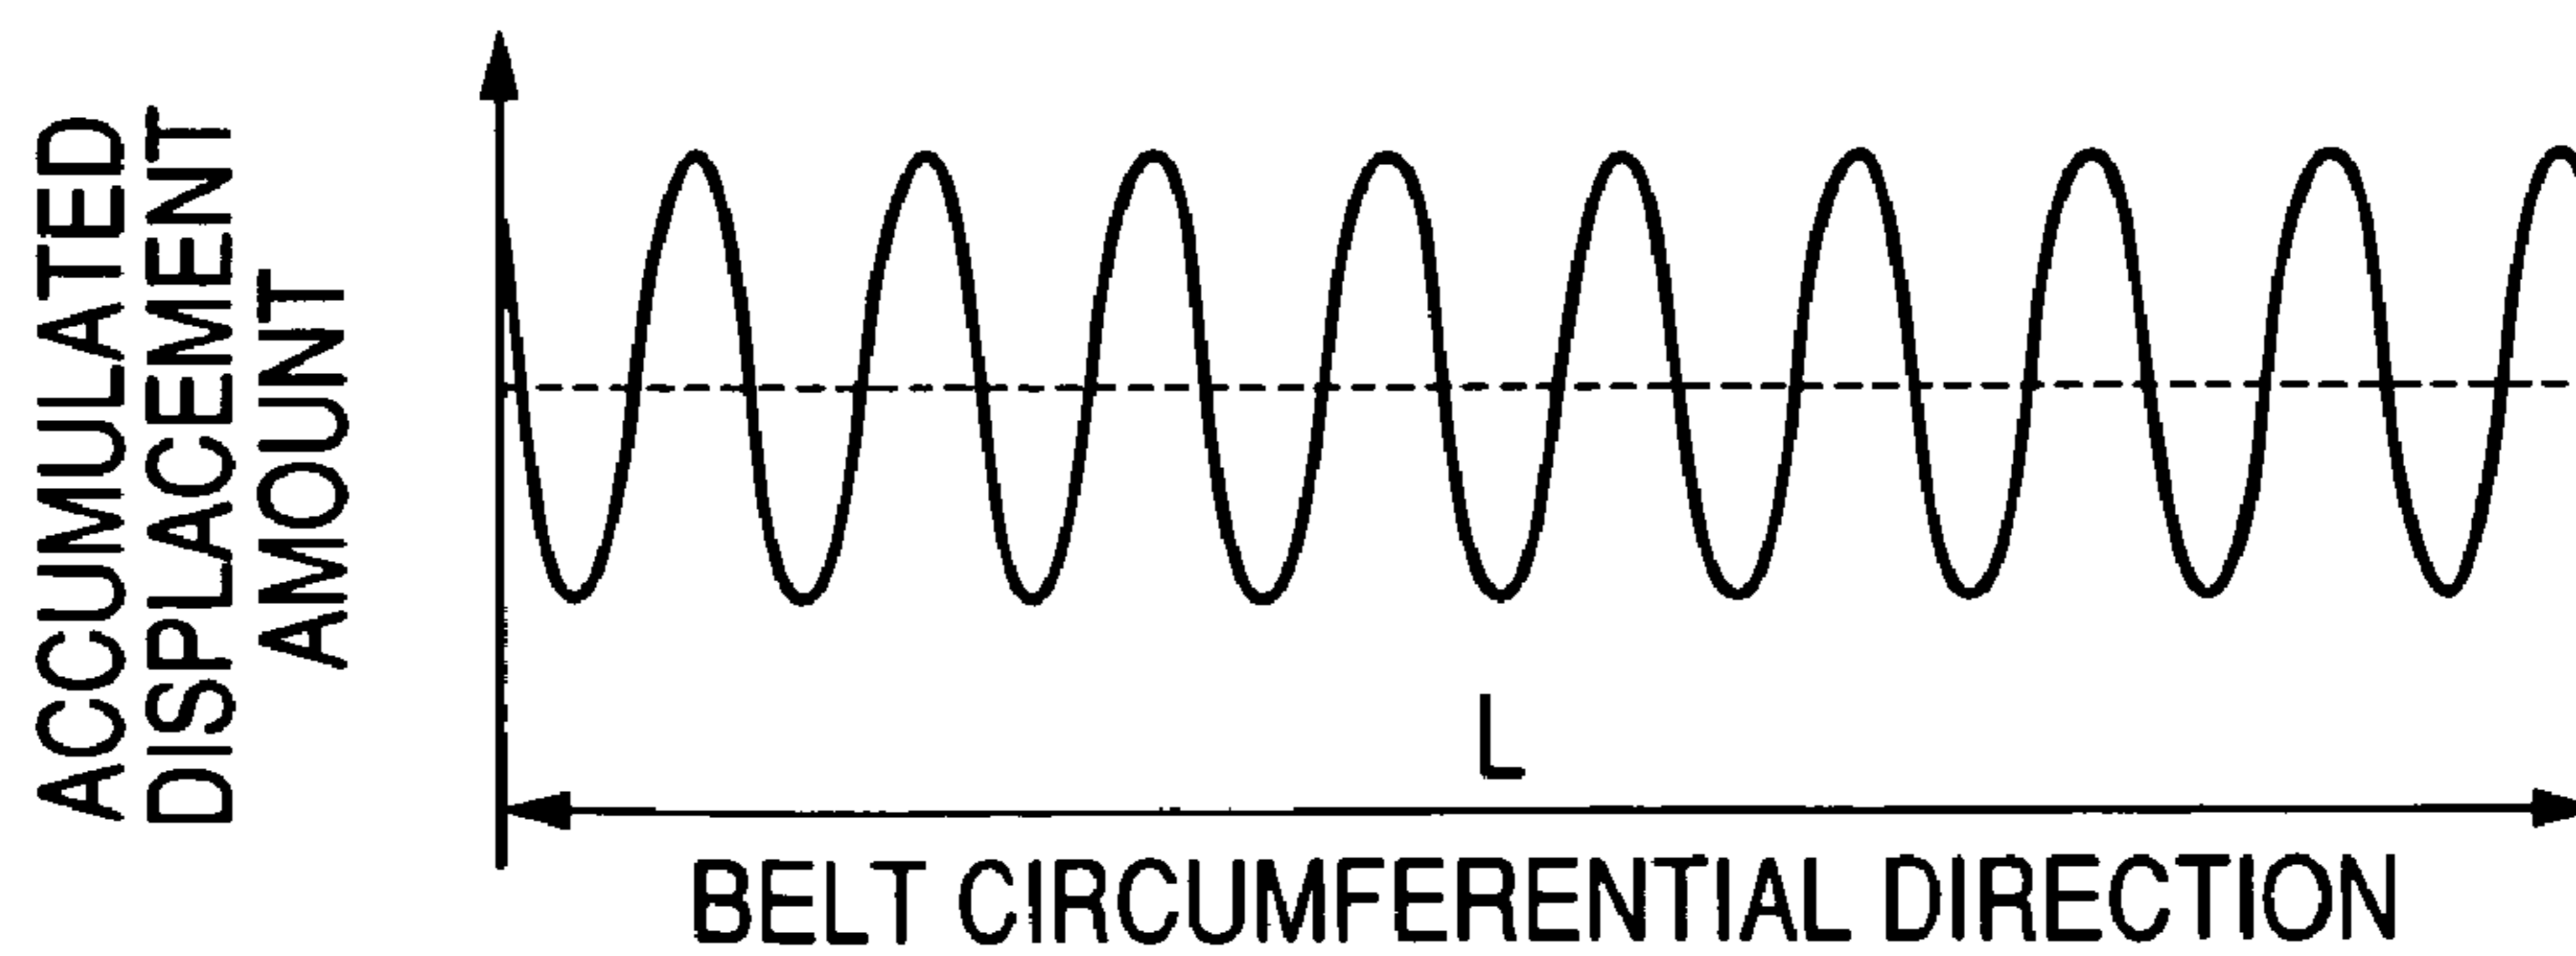 ACCUMULATED
DISPLACEMENT
AMOUNT
L
BELT CIRCUMFERENTIAL DIRECTION